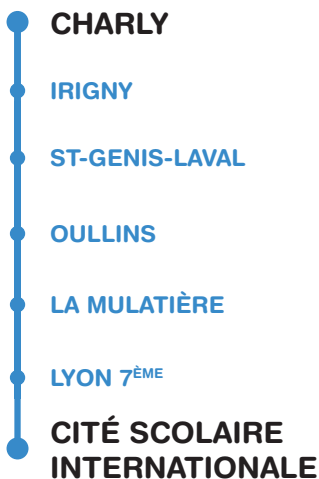 CHARLY
IRIGNY
ST-GENIS-LAVAL
OULLINS
LA MULATIÈRE
LYON 7ÈME
CITÉ SCOLAIRE
INTERNATIONALE